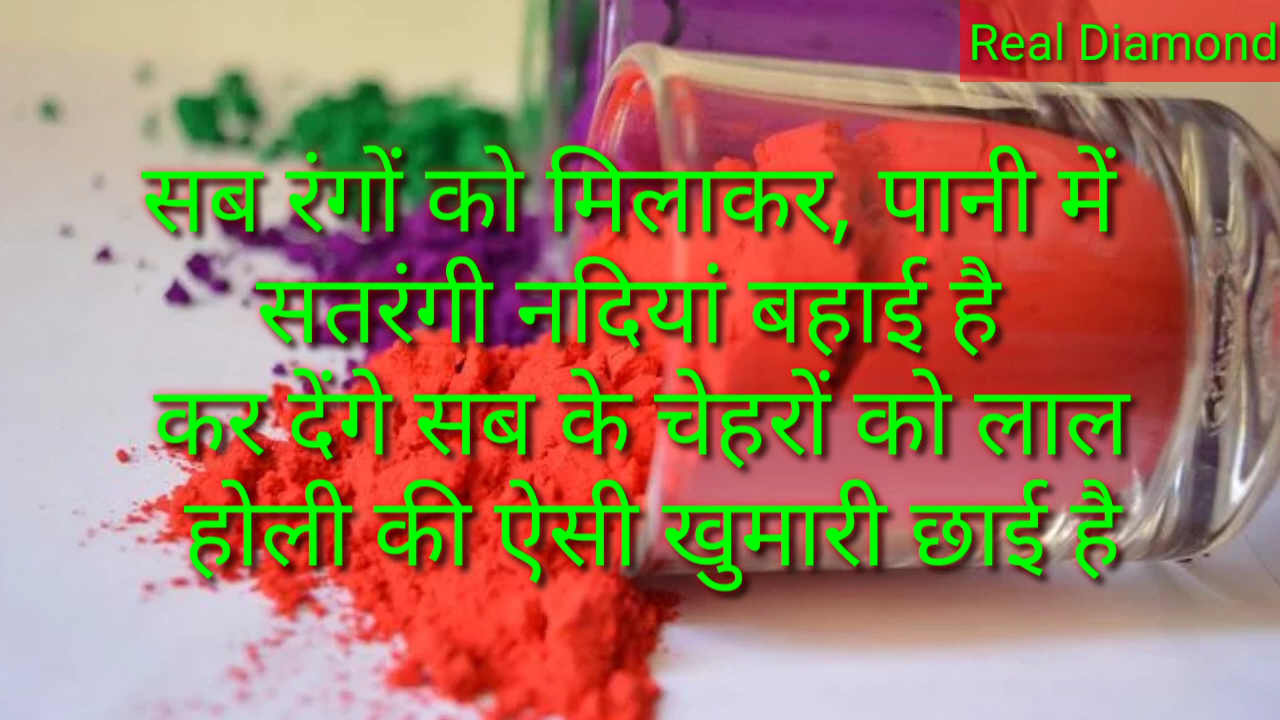 Real Diamond
सब रंगों को मिलाकर, पानी में
सतरंगी नदियां बहाई है
कर देंगे सब के चेहरों को लाल
होली की ऐसी खुमारी छाई है